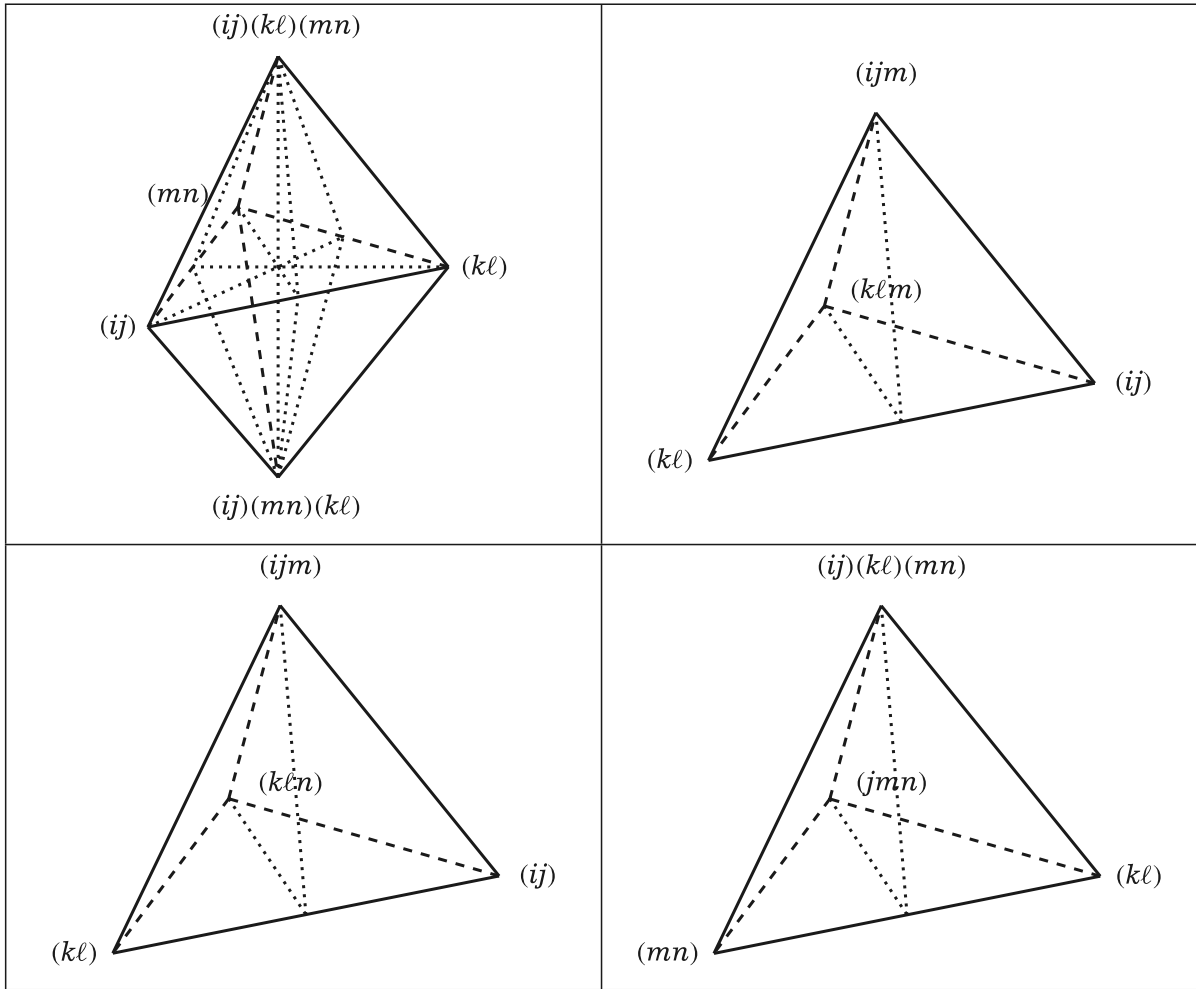 (ij)(kℓ)(mn)
(mn)
(kℓ)
(ij)
(ij)(mn)(kℓ)
(ijm)
(kℓm)
(ij)
(kℓ)
(ijm)
(kℓn)
(ij)
(kℓ)
(ij)(kℓ)(mn)
(jmn)
(kℓ)
(mn)